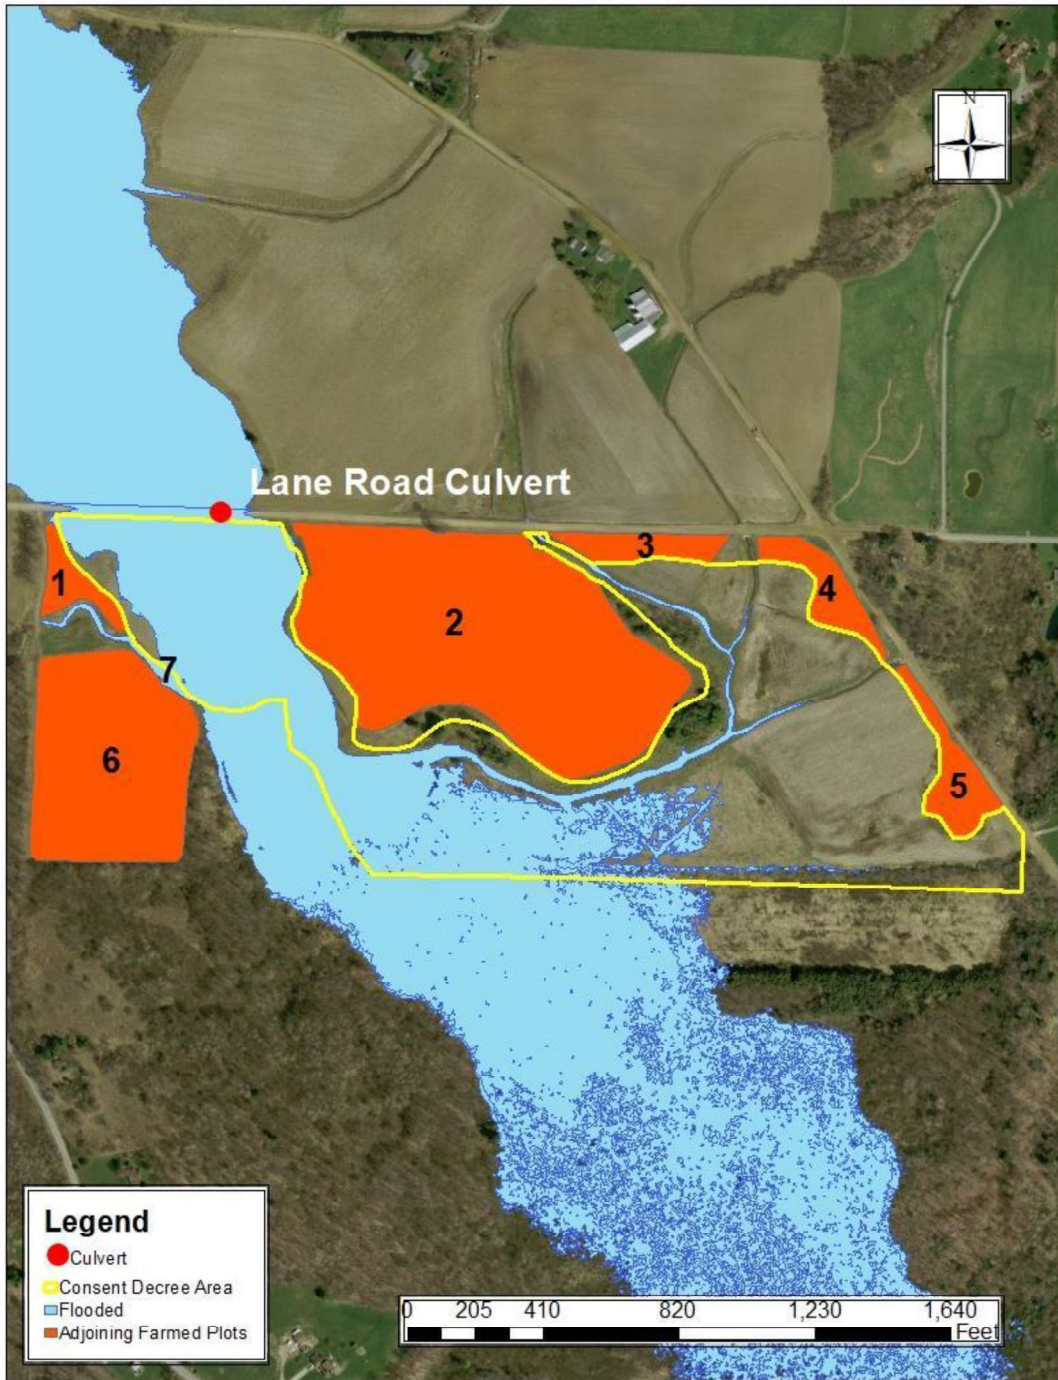 N
Lane Road Culvert
3
1
4
2
7
6
5
Legend
Culvert
Consent Decree Area
Flooded
Adjoining Farmed Plots
0 205 410 820 1,230 1,640
Feet